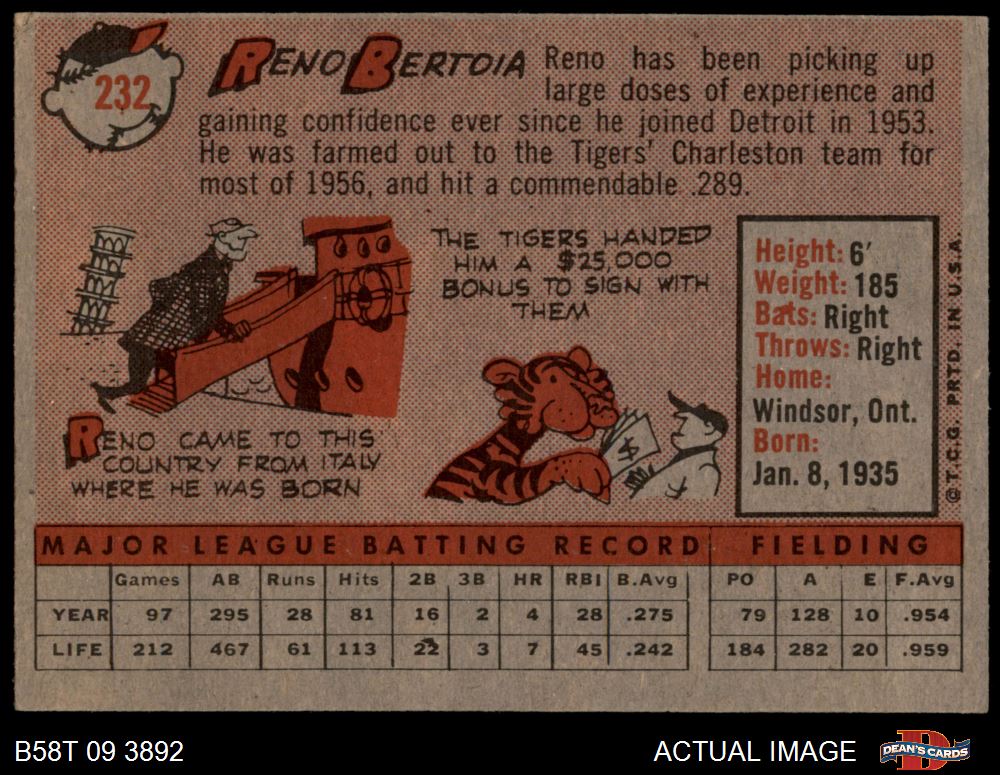 232
RENO BERTOIA
Reno has been picking up
large doses of experience and
gaining confidence ever since he joined Detroit in 1953.
He was farmed out to the Tigers' Charleston team for
most of 1956, and hit a commendable .289.
THE TIGERS HANDED
HIM A $25,000
BONUS TO SIGN WITH
THEM
$
RENO CAME TO THIS
COUNTRY FROM ITALY
WHERE HE WAS BORN
Height: 6'
Weight: 185
Bats: Right
Throws: Right
Home:
Windsor, Ont.
Born:
Jan. 8, 1935
© T.C.G. PRTD. IN U.S.A.
MAJOR LEAGUE BATTING RECORD FIELDING
Games AB Runs Hits 2B 3B HR RBI B.Avg PO A E F.Avg
YEAR 97 295 28 81 16 2 4 28 .275 79 128 10 .954
LIFE 212 467 61 113 22 3 7 45 .242 184 282 20 .959
B58T 09 3892
ACTUAL IMAGE
D
DEAN'S CARDS